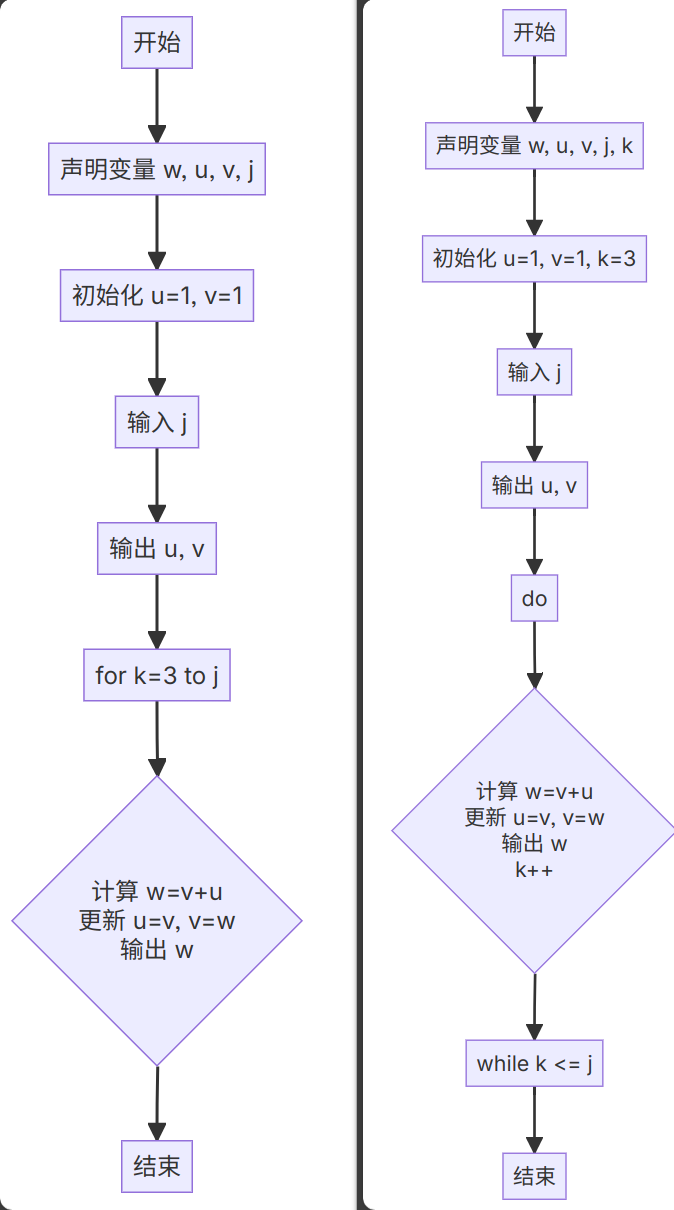 开始
声明变量 w, u, v, j
初始化 u=1, v=1
输入 j
输出 u, v
for k=3 to j
计算 w=v+u
更新 u=v, v=w
输出 w
结束
开始
声明变量 w, u, v, j, k
初始化 u=1, v=1, k=3
输入 j
输出 u, v
do
计算 w=v+u
更新 u=v, v=w
输出 w
k++
while k <= j
结束